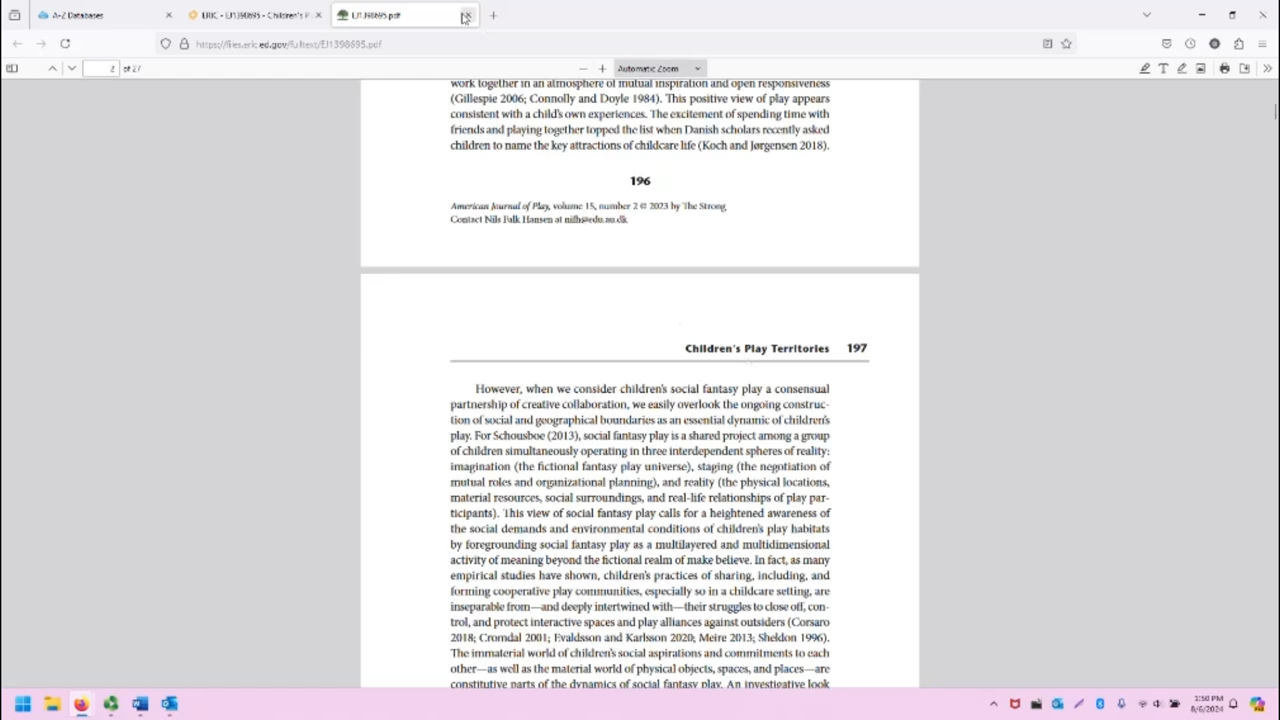 A-Z Databases
ERIC - EJ1398695 - Children's P
EJ1398695.pdf
https://files.eric.ed.gov/fulltext/EJ1398695.pdf
2 of 27
Automatic Zoom
work together in an atmosphere of mutual inspiration and open responsiveness
(Gillespie 2006; Connolly and Doyle 1984). This positive view of play appears
consistent with a child's own experiences. The excitement of spending time with
friends and playing together topped the list when Danish scholars recently asked
children to name the key attractions of childcare life (Koch and Jørgensen 2018).
196
American Journal of Play, volume 15, number 2 © 2023 by The Strong
Contact Nils Falk Hansen at nifh@edu.au.dk
Children's Play Territories 197
However, when we consider children's social fantasy play a consensual
partnership of creative collaboration, we easily overlook the ongoing construc-
tion of social and geographical boundaries as an essential dynamic of children's
play. For Schousboe (2013), social fantasy play is a shared project among a group
of children simultaneously operating in three interdependent spheres of reality:
imagination (the fictional fantasy play universe), staging (the negotiation of
mutual roles and organizational planning), and reality (the physical locations,
material resources, social surroundings, and real-life relationships of play par-
ticipants). This view of social fantasy play calls for a heightened awareness of
the social demands and environmental conditions of children's play habitats
by foregrounding social fantasy play as a multilayered and multidimensional
activity of meaning beyond the fictional realm of make believe. In fact, as many
empirical studies have shown, children's practices of sharing, including, and
forming cooperative play communities, especially so in a childcare setting, are
inseparable from—and deeply intertwined with—their struggles to close off, con-
trol, and protect interactive spaces and play alliances against outsiders (Corsaro
2018; Cromdal 2001; Evaldsson and Karlsson 2020; Meire 2013; Sheldon 1996).
The immaterial world of children's social aspirations and commitments to each
other—as well as the material world of physical objects, spaces, and places—are
constitutive parts of the dynamics of social fantasy play. An investigative look
1:50 PM
8/6/2024